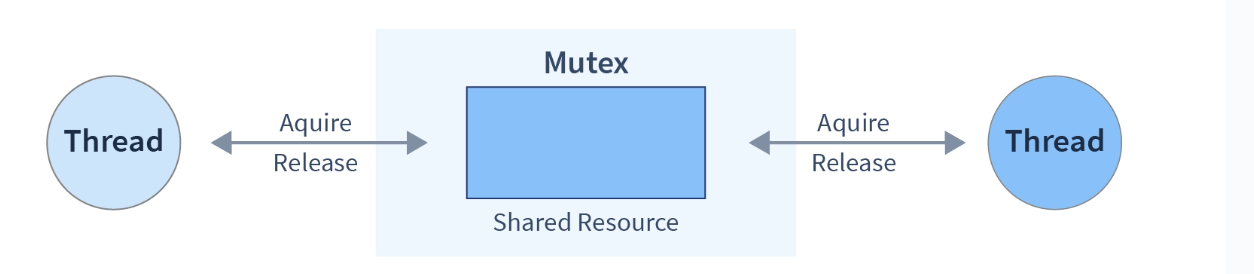 Mutex
Thread
Aquire
Release
Shared Resource
Aquire
Release
Thread